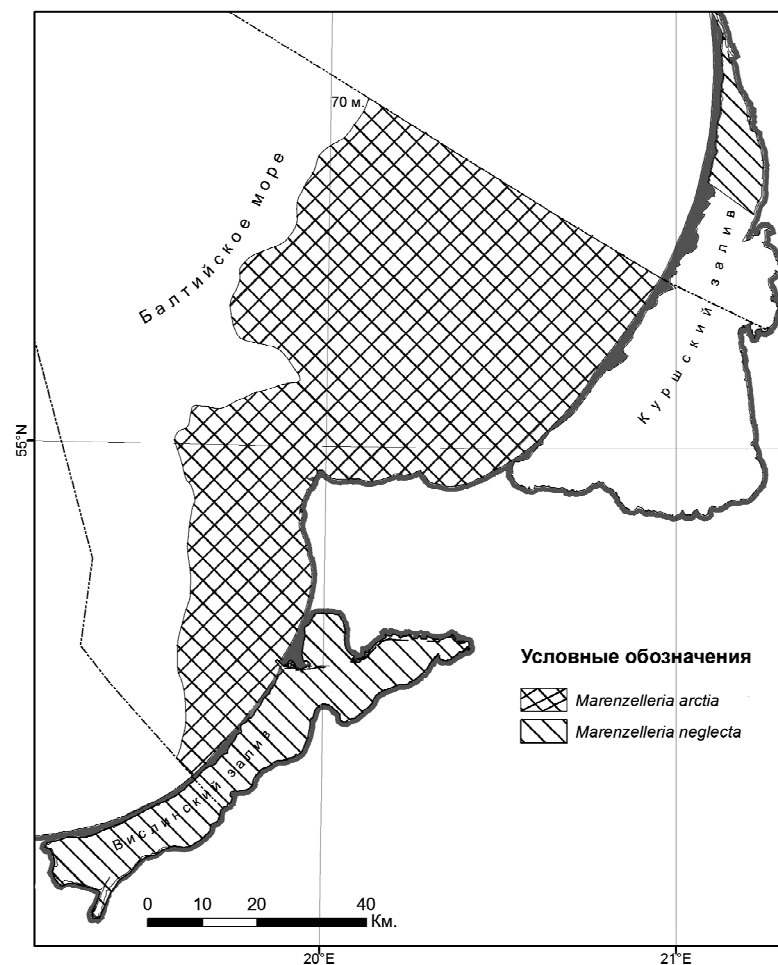 70 м.
Балтийское море
Куршский залив
55°N
Условные обозначения
Marenzelleria arctia
Marenzelleria neglecta
Вислинский залив
0 10 20 40
Км.
20°E 21°E